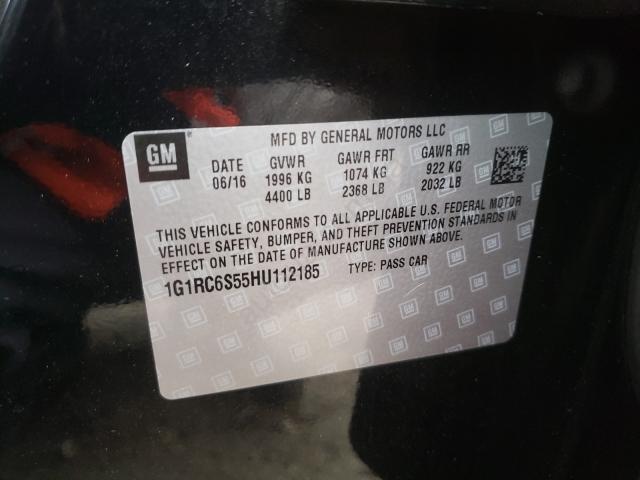 GM
MFD BY GENERAL MOTORS LLC
DATE GVWR GAWR FRT GAWR RR
06/16 1996 KG 1074 KG 922 KG
4400 LB 2368 LB 2032 LB
THIS VEHICLE CONFORMS TO ALL APPLICABLE U.S. FEDERAL MOTOR
VEHICLE SAFETY, BUMPER, AND THEFT PREVENTION STANDARDS IN
EFFECT ON THE DATE OF MANUFACTURE SHOWN ABOVE.
1G1RC6S55HU112185 TYPE: PASS CAR